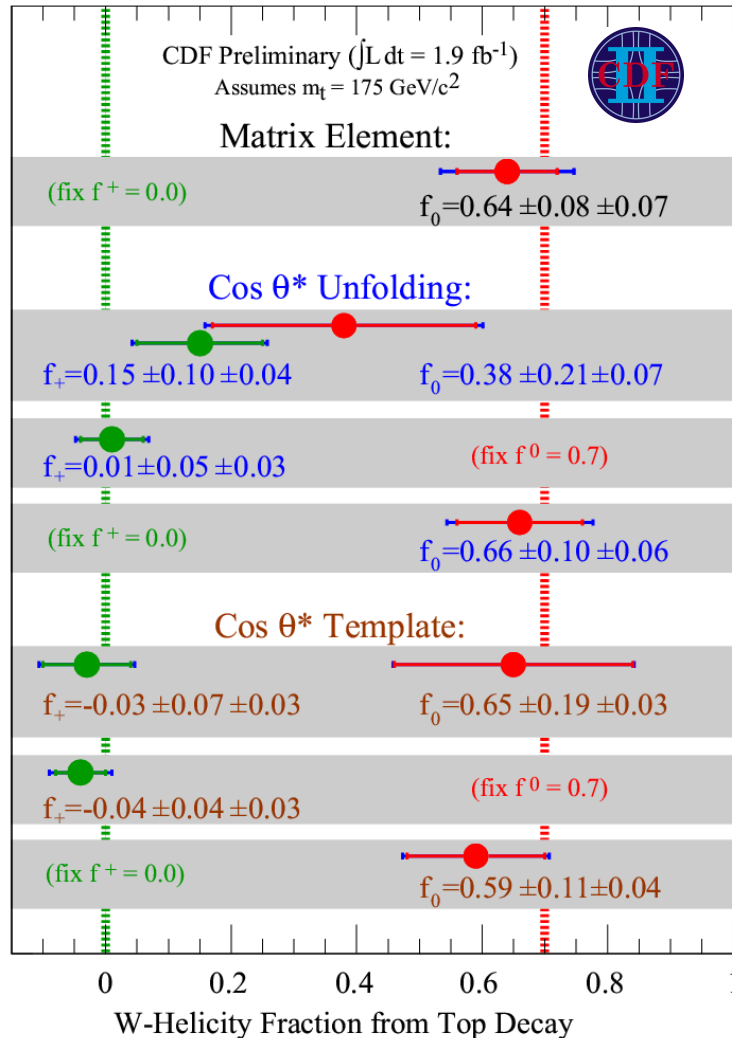 CDF Preliminary (∫L dt = 1.9 fb⁻¹)
Assumes mₜ = 175 GeV/c²
CDF
II
Matrix Element:
(fix f⁺ = 0.0)
f₀=0.64 ±0.08 ±0.07
Cos θ* Unfolding:
f₊=0.15 ±0.10 ±0.04 f₀=0.38 ±0.21±0.07
f₊=0.01±0.05 ±0.03 (fix f⁰ = 0.7)
(fix f⁺ = 0.0) f₀=0.66 ±0.10 ±0.06
Cos θ* Template:
f₊=-0.03 ±0.07 ±0.03 f₀=0.65 ±0.19 ±0.03
f₊=-0.04 ±0.04 ±0.03 (fix f⁰ = 0.7)
(fix f⁺ = 0.0) f₀=0.59 ±0.11±0.04
0 0.2 0.4 0.6 0.8 1
W-Helicity Fraction from Top Decay